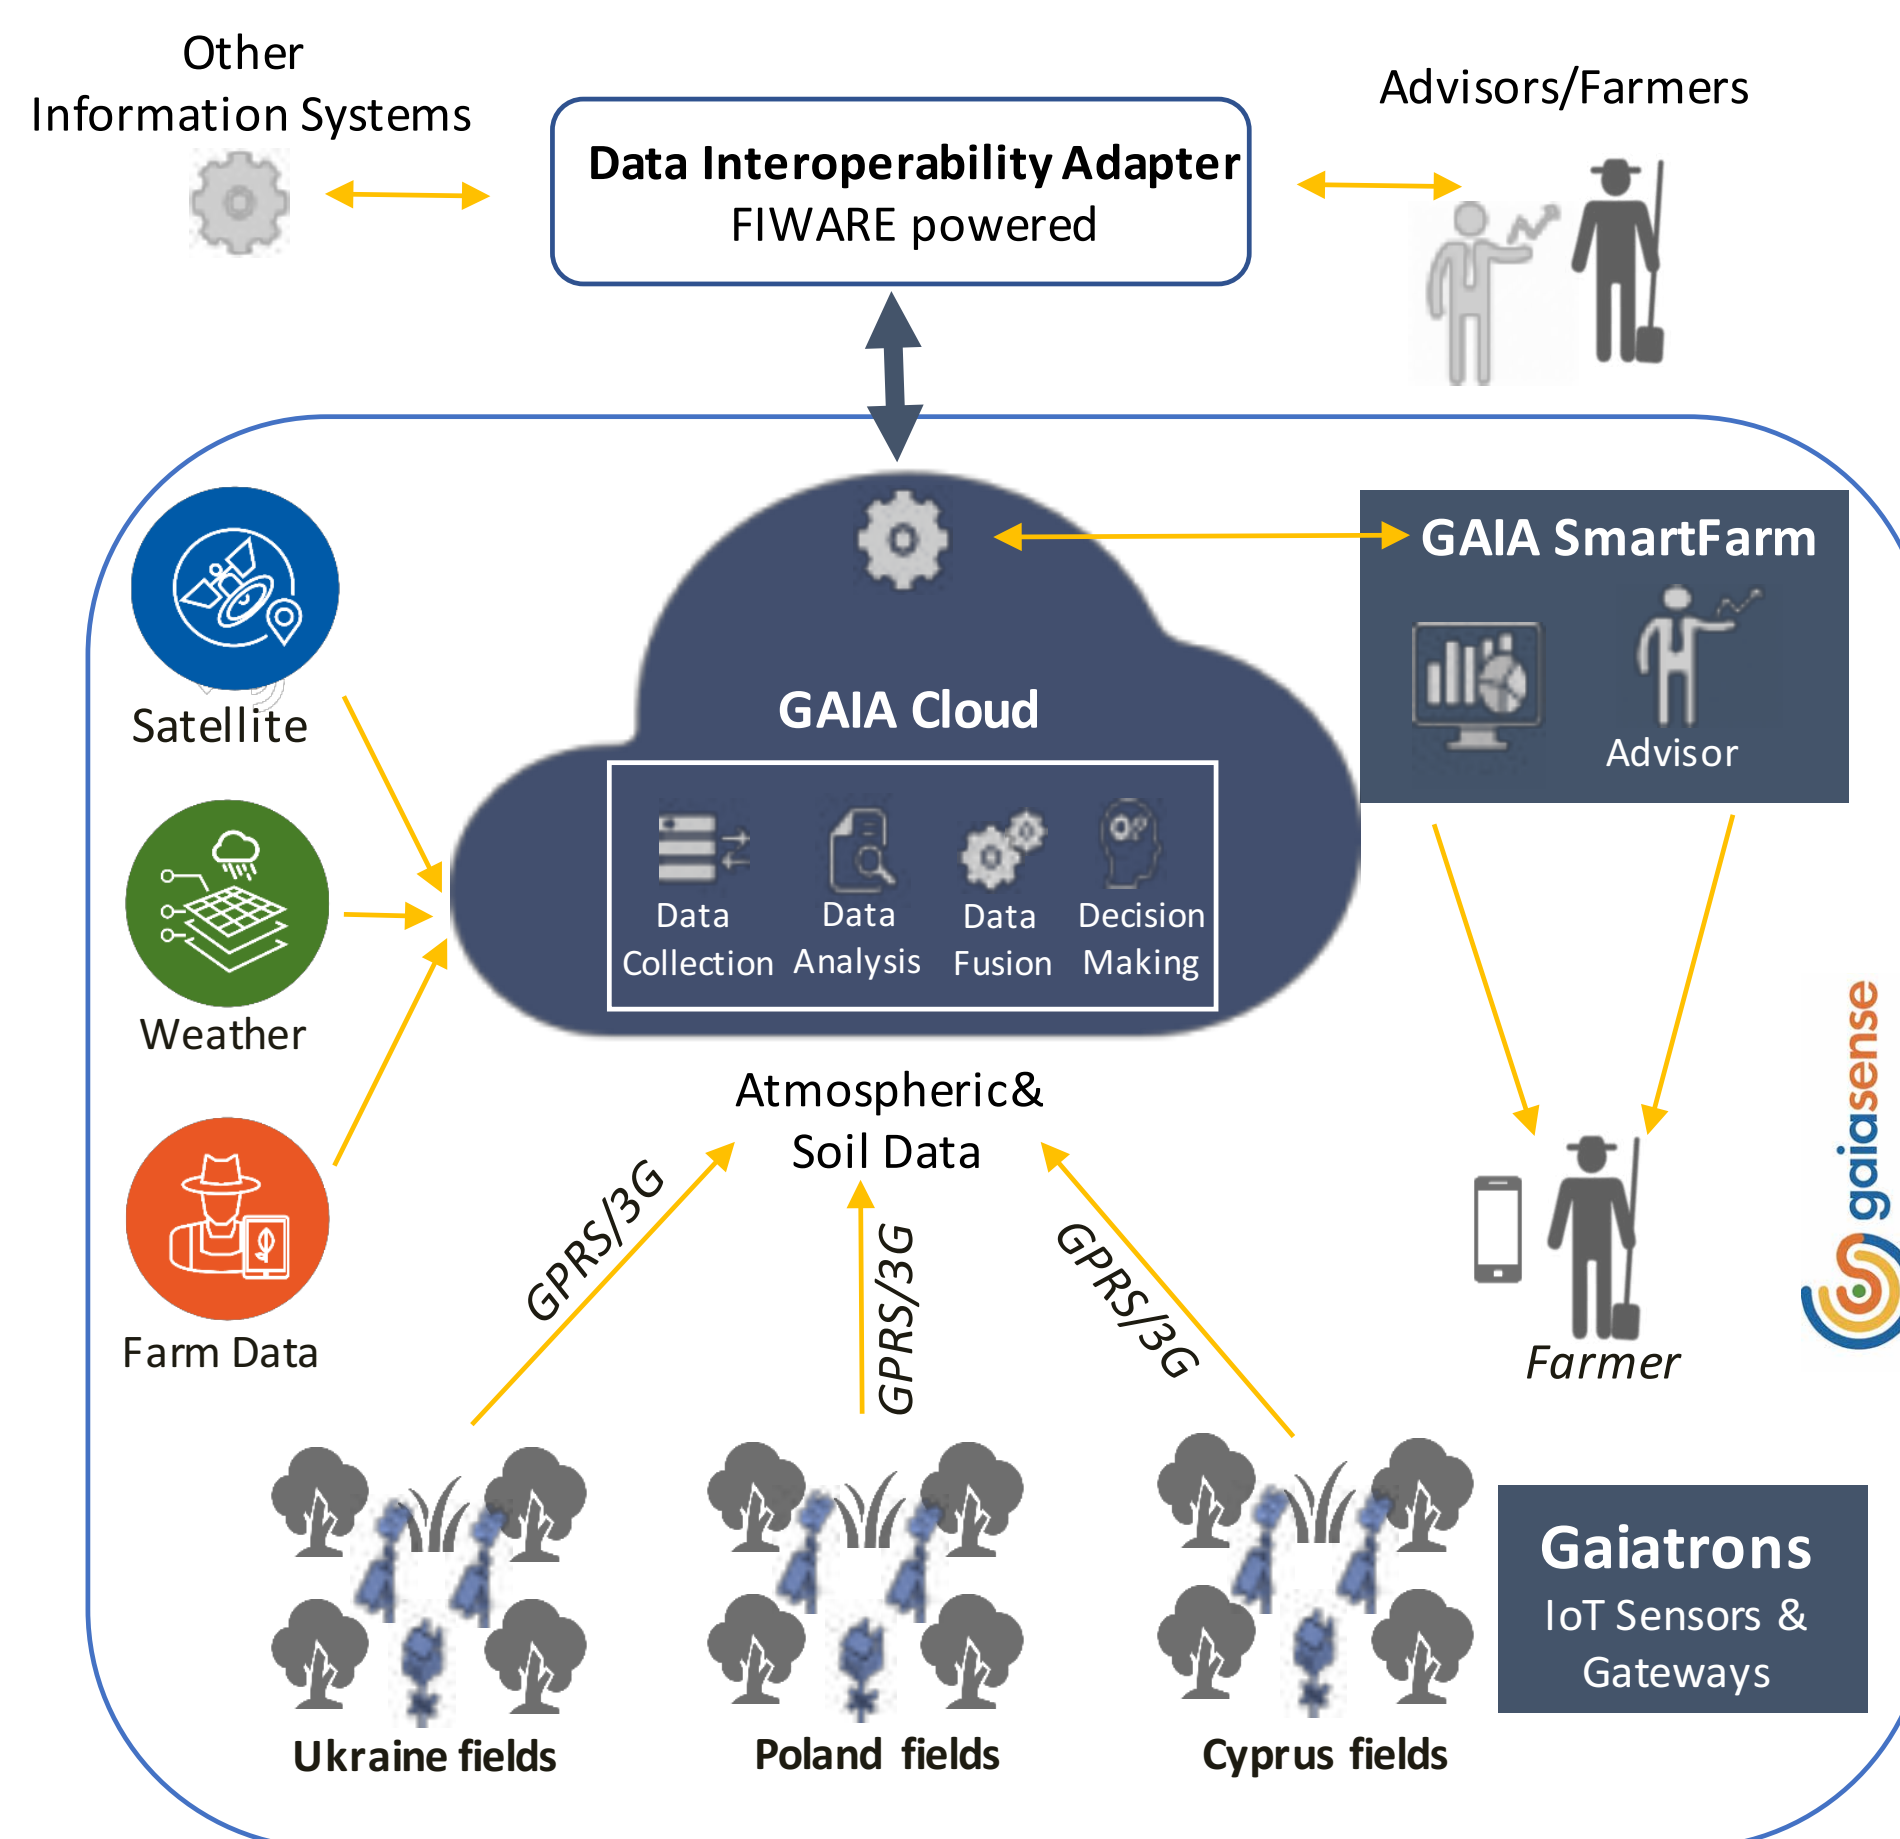 Other
Information Systems
Data Interoperability Adapter
FIWARE powered
Advisors/Farmers
GAIA SmartFarm
Advisor
Satellite
GAIA Cloud
Data
Collection
Data
Analysis
Data
Fusion
Decision
Making
Weather
Farm Data
Atmospheric&
Soil Data
GPRS/3G
GPRS/3G
GPRS/3G
gaiasense
Farmer
Gaiatrons
IoT Sensors &
Gateways
Ukraine fields
Poland fields
Cyprus fields